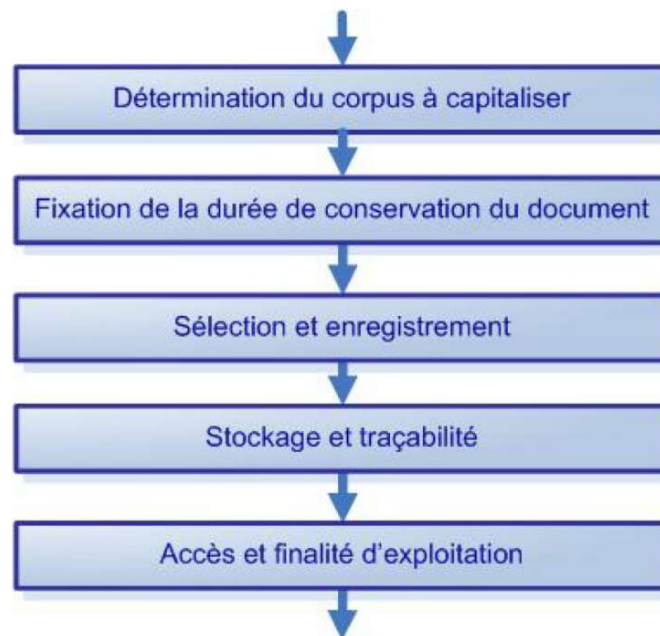 Détermination du corpus à capitaliser
Fixation de la durée de conservation du document
Sélection et enregistrement
Stockage et traçabilité
Accès et finalité d’exploitation